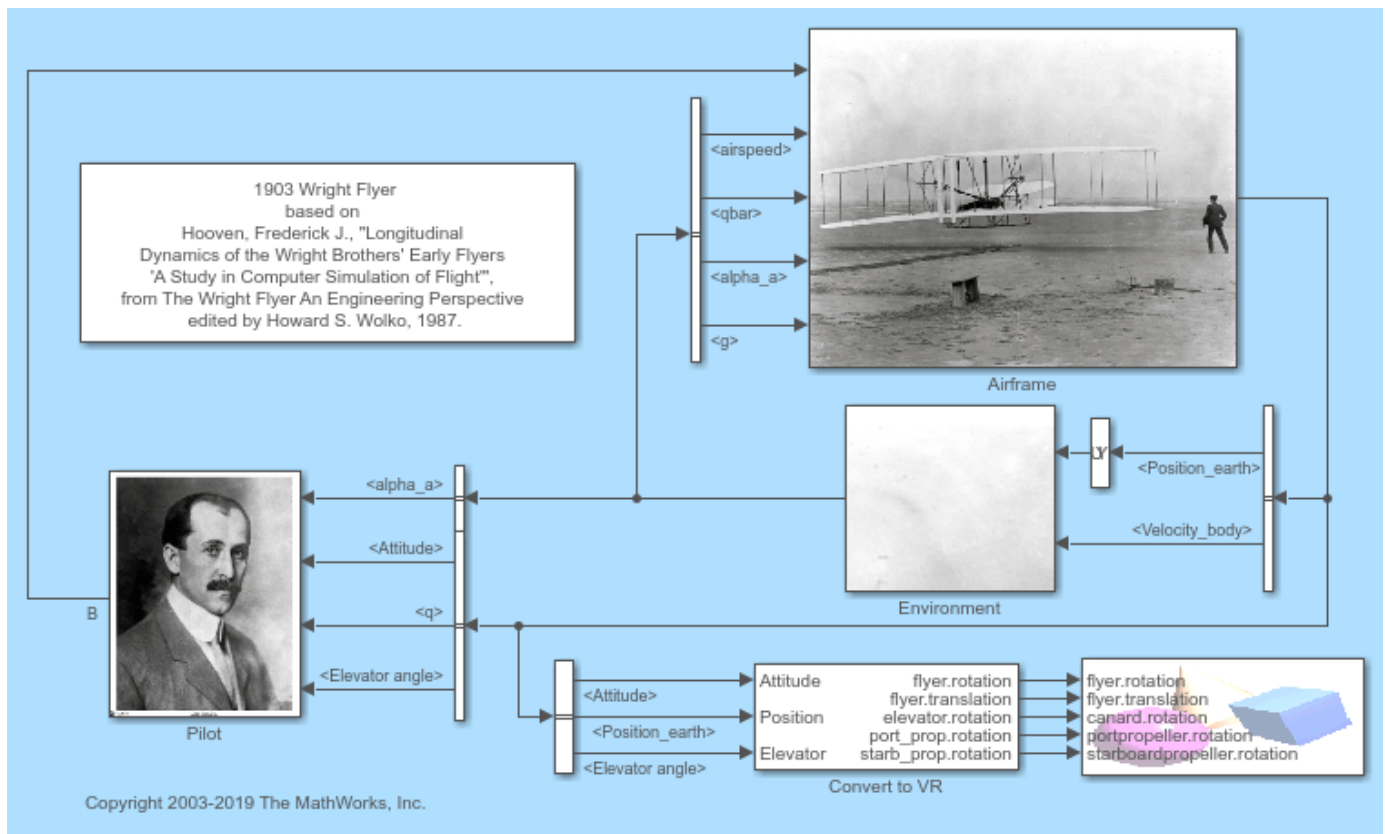 <airspeed>
<qbar>
<alpha_a>
<g>
Airframe
1903 Wright Flyer
based on
Hooven, Frederick J., "Longitudinal
Dynamics of the Wright Brothers' Early Flyers
'A Study in Computer Simulation of Flight'",
from The Wright Flyer An Engineering Perspective
edited by Howard S. Wolko, 1987.
<Position_earth>
<Velocity_body>
Environment
<alpha_a>
<Attitude>
<q>
<Elevator angle>
B
Pilot
<Attitude>
<Position_earth>
<Elevator angle>
Attitude
Position
Elevator
flyer.rotation
flyer.translation
elevator.rotation
port_prop.rotation
starb_prop.rotation
Convert to VR
flyer.rotation
flyer.translation
canard.rotation
portpropeller.rotation
starboardpropeller.rotation
Copyright 2003-2019 The MathWorks, Inc.